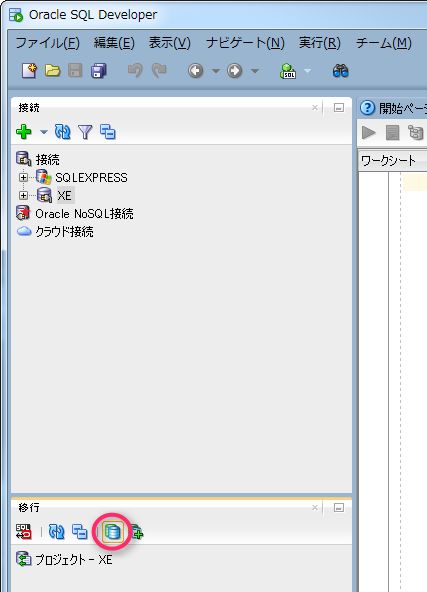 Oracle SQL Developer
ファイル(F) 編集(E) 表示(V) ナビゲート(N) 実行(R) チーム(M)
SQL
接続
開始ページ
ワークシート
接続
SQLEXPRESS
XE
Oracle NoSQL接続
クラウド接続
移行
SQL
プロジェクト - XE